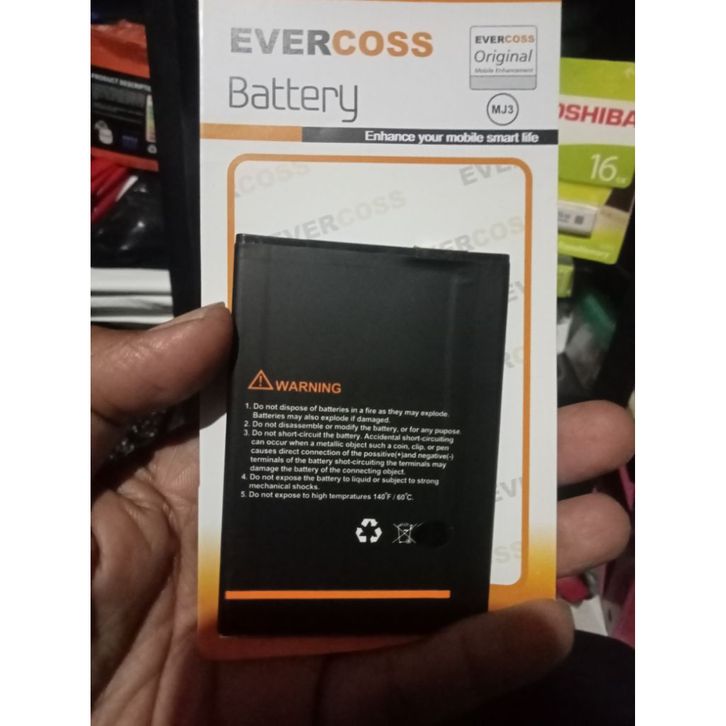 EVERCOSS
Battery
EVERCOSS
Original
Mobile Enhancement
MJ3
Enhance your mobile smart life
PRODUCT DESCRIPT
OSHIBA
16
EVERCOSS
EVERCOSS
EVERCOSS
WARNING
1. Do not dispose of batteries in a fire as they may explode.
Batteries may also explode if damaged.
2. Do not disassemble or modify the battery, or for any pupose.
3. Do not short-circuit the battery. Accidental short-circuiting
can occur when a metallic object such a coin, clip, or pen
causes direct connection of the possitive(+)and negative(-)
terminals of the battery shot-circuiting the terminals may
damage the battery of the connecting object.
4. Do not expose the battery to liquid or subject to strong
mechanical shocks.
5. Do not expose to high tempratures 140°F / 60°C.